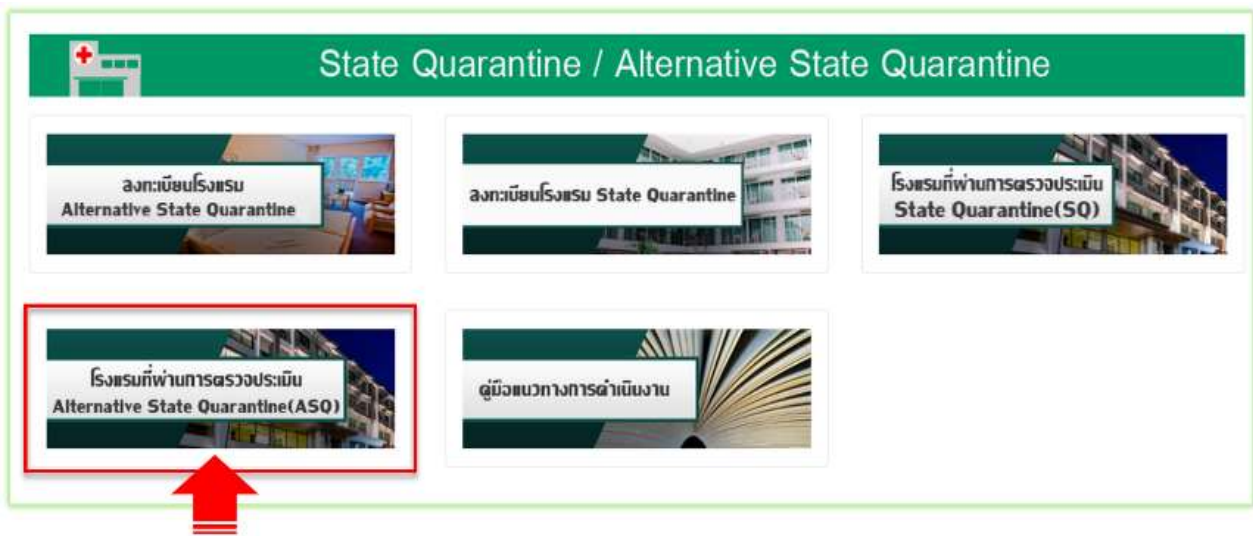 State Quarantine / Alternative State Quarantine
ลงทะเบียนโรงแรม
Alternative State Quarantine
ลงทะเบียนโรงแรม State Quarantine
โรงแรมที่ผ่านการตรวจประเมิน
State Quarantine(SQ)
โรงแรมที่ผ่านการตรวจประเมิน
Alternative State Quarantine(ASQ)
คู่มือแนวทางการดำเนินงาน